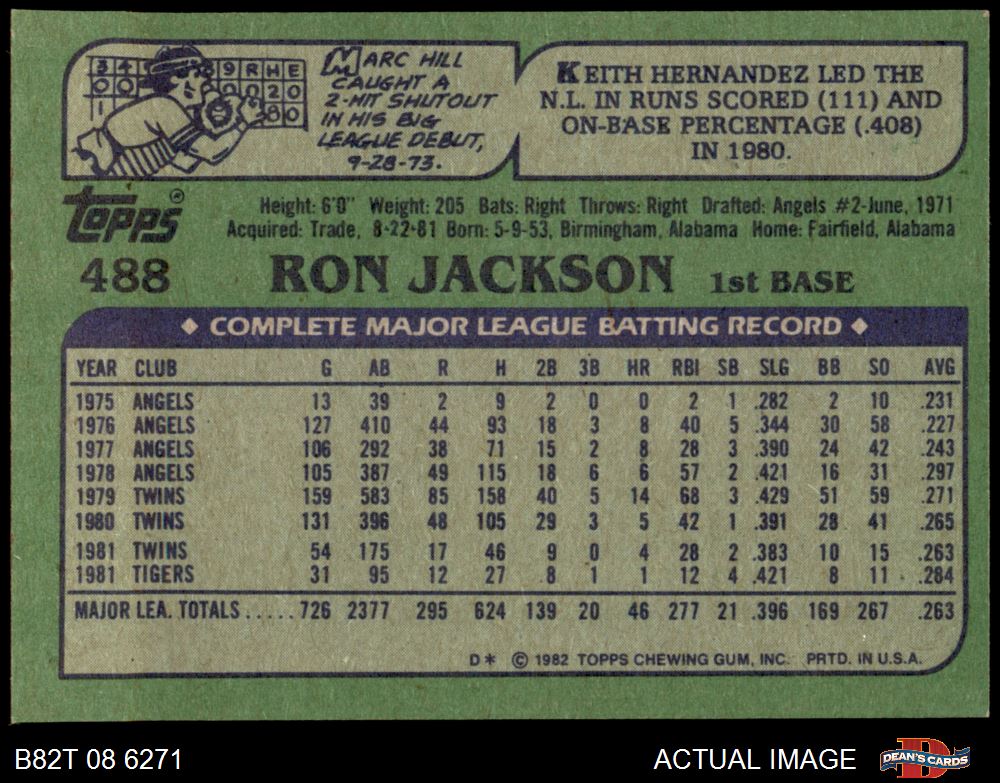 3 4 9 R H E
0 0 0 0 2 0
1 8 0
MARC HILL
CAUGHT A
2-HIT SHUTOUT
IN HIS BIG
LEAGUE DEBUT,
9-28-73.
KEITH HERNANDEZ LED THE
N.L. IN RUNS SCORED (111) AND
ON-BASE PERCENTAGE (.408)
IN 1980.
topps®
Height: 6'0" Weight: 205 Bats: Right Throws: Right Drafted: Angels #2-June, 1971
Acquired: Trade, 8-22-81 Born: 5-9-53, Birmingham, Alabama Home: Fairfield, Alabama
488 RON JACKSON 1st BASE
◆ COMPLETE MAJOR LEAGUE BATTING RECORD ◆
YEAR CLUB G AB R H 2B 3B HR RBI SB SLG BB SO AVG
1975 ANGELS 13 39 2 9 2 0 0 2 1 .282 2 10 .231
1976 ANGELS 127 410 44 93 18 3 8 40 5 .344 30 58 .227
1977 ANGELS 106 292 38 71 15 2 8 28 3 .390 24 42 .243
1978 ANGELS 105 387 49 115 18 6 6 57 2 .421 16 31 .297
1979 TWINS 159 583 85 158 40 5 14 68 3 .429 51 59 .271
1980 TWINS 131 396 48 105 29 3 5 42 1 .391 28 41 .265
1981 TWINS 54 175 17 46 9 0 4 28 2 .383 10 15 .263
1981 TIGERS 31 95 12 27 8 1 1 12 4 .421 8 11 .284
MAJOR LEA. TOTALS ..... 726 2377 295 624 139 20 46 277 21 .396 169 267 .263
D* © 1982 TOPPS CHEWING GUM, INC. PRTD. IN U.S.A.
B82T 08 6271 ACTUAL IMAGE DEAN'S CARDS